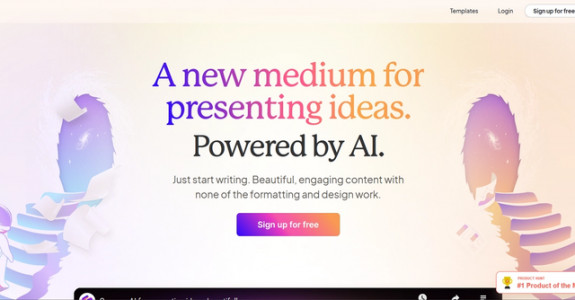 Templates Login Sign up for free
A new medium for
presenting ideas.
Powered by AI.
Just start writing. Beautiful, engaging content with
none of the formatting and design work.
Sign up for free
PRODUCT HUNT
#1 Product of the